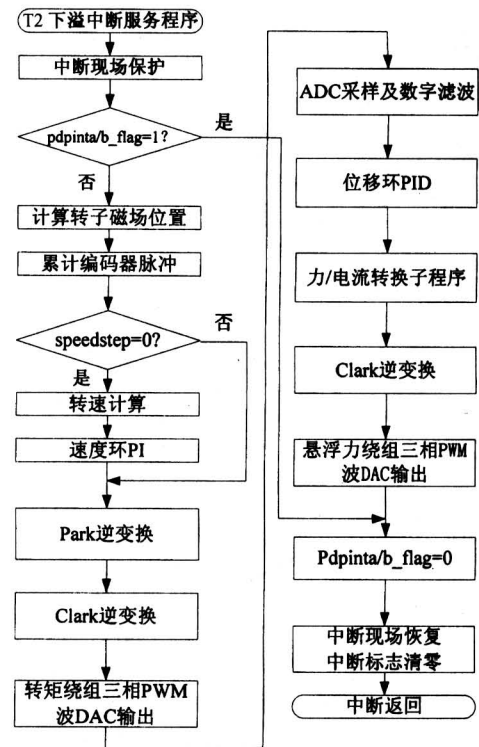 T2 下溢中断服务程序
中断现场保护
pdpinta/b_flag=1?
是
否
计算转子磁场位置
累计编码器脉冲
speedstep=0?
否
是
转速计算
速度环PI
Park逆变换
Clark逆变换
转矩绕组三相PWM
波DAC输出
ADC采样及数字滤波
位移环PID
力/电流转换子程序
Clark逆变换
悬浮力绕组三相PWM
波DAC输出
Pdpinta/b_flag=0
中断现场恢复
中断标志清零
中断返回